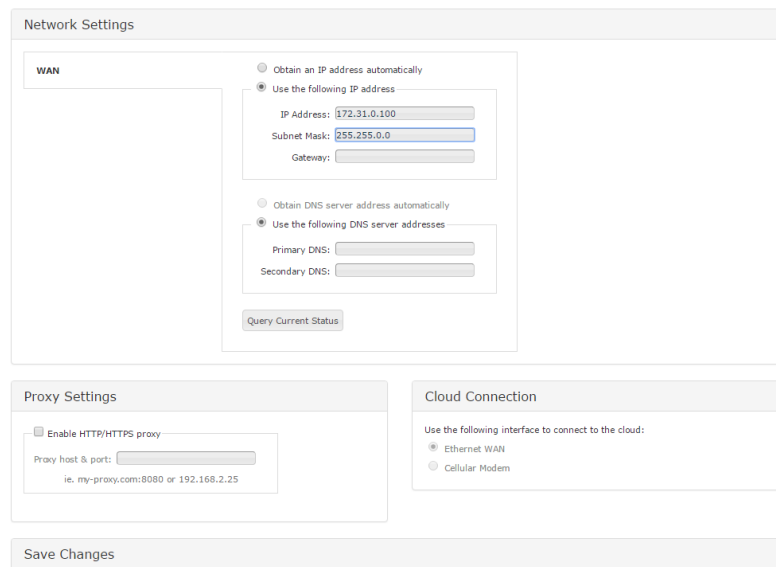 Network Settings
WAN
Obtain an IP address automatically
Use the following IP address
IP Address: 172.31.0.100
Subnet Mask: 255.255.0.0
Gateway:
Obtain DNS server address automatically
Use the following DNS server addresses
Primary DNS:
Secondary DNS:
Query Current Status
Proxy Settings
Enable HTTP/HTTPS proxy
Proxy host & port:
ie. my-proxy.com:8080 or 192.168.2.25
Cloud Connection
Use the following interface to connect to the cloud:
Ethernet WAN
Cellular Modem
Save Changes